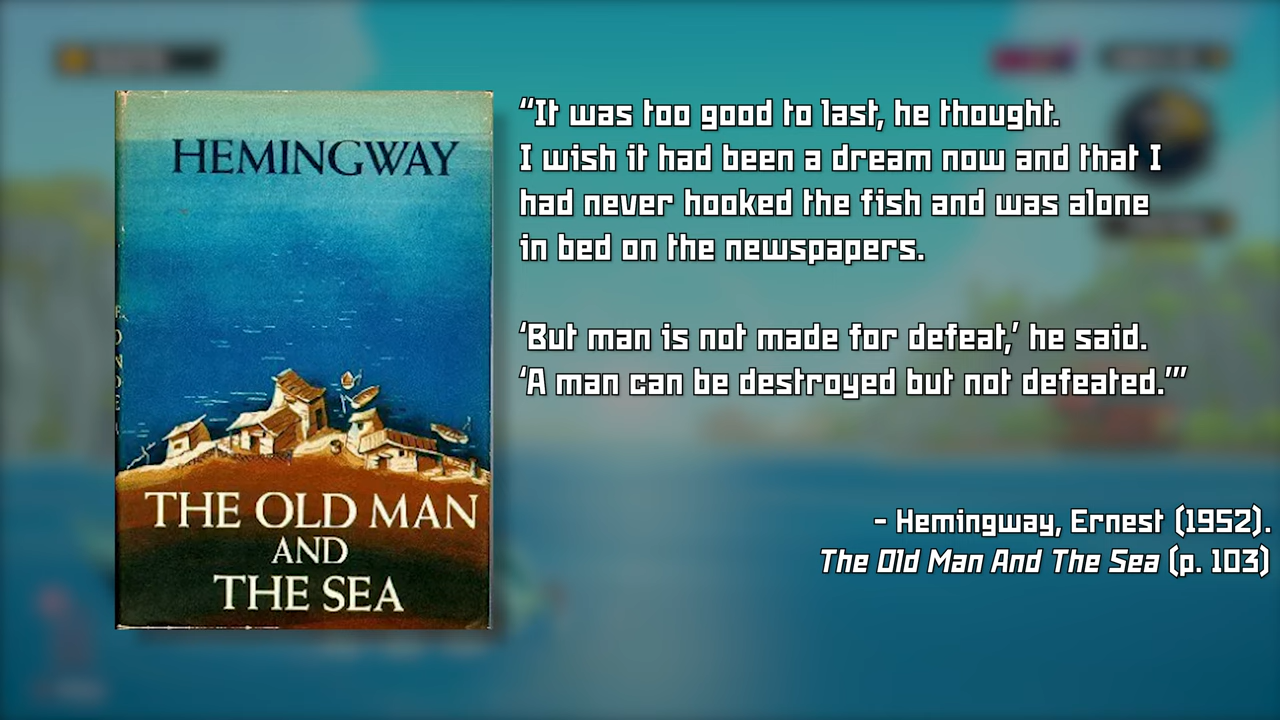 HEMINGWAY
THE OLD MAN
AND
THE SEA
“It was too good to last, he thought.
I wish it had been a dream now and that I
had never hooked the fish and was alone
in bed on the newspapers.
‘But man is not made for defeat,’ he said.
‘A man can be destroyed but not defeated.’”
- Hemingway, Ernest (1952).
The Old Man And The Sea (p. 103)